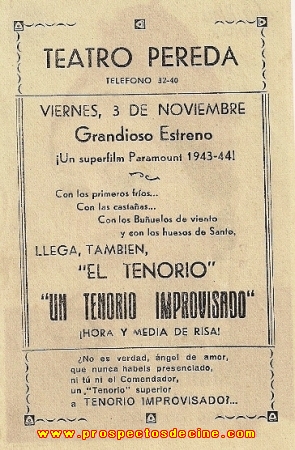 TEATRO PEREDA
TELEFONO 32-40
VIERNES, 3 DE NOVIEMBRE
Grandioso Estreno
¡Un superfilm Paramount 1943-44!
Con los primeros fríos...
Con las castañas...
Con los Buñuelos de viento
y con los huesos de Santo,
LLEGA, TAMBIEN,
"EL TENORIO"
"UN TENORIO IMPROVISADO"
¡HORA Y MEDIA DE RISA!
¿No es verdad, ángel de amor,
que nunca habeis presenciado,
ni tú ni el Comendador,
un "Tenorio" superior
a TENORIO IMPROVISADO?...
www.prospectosdecine.com